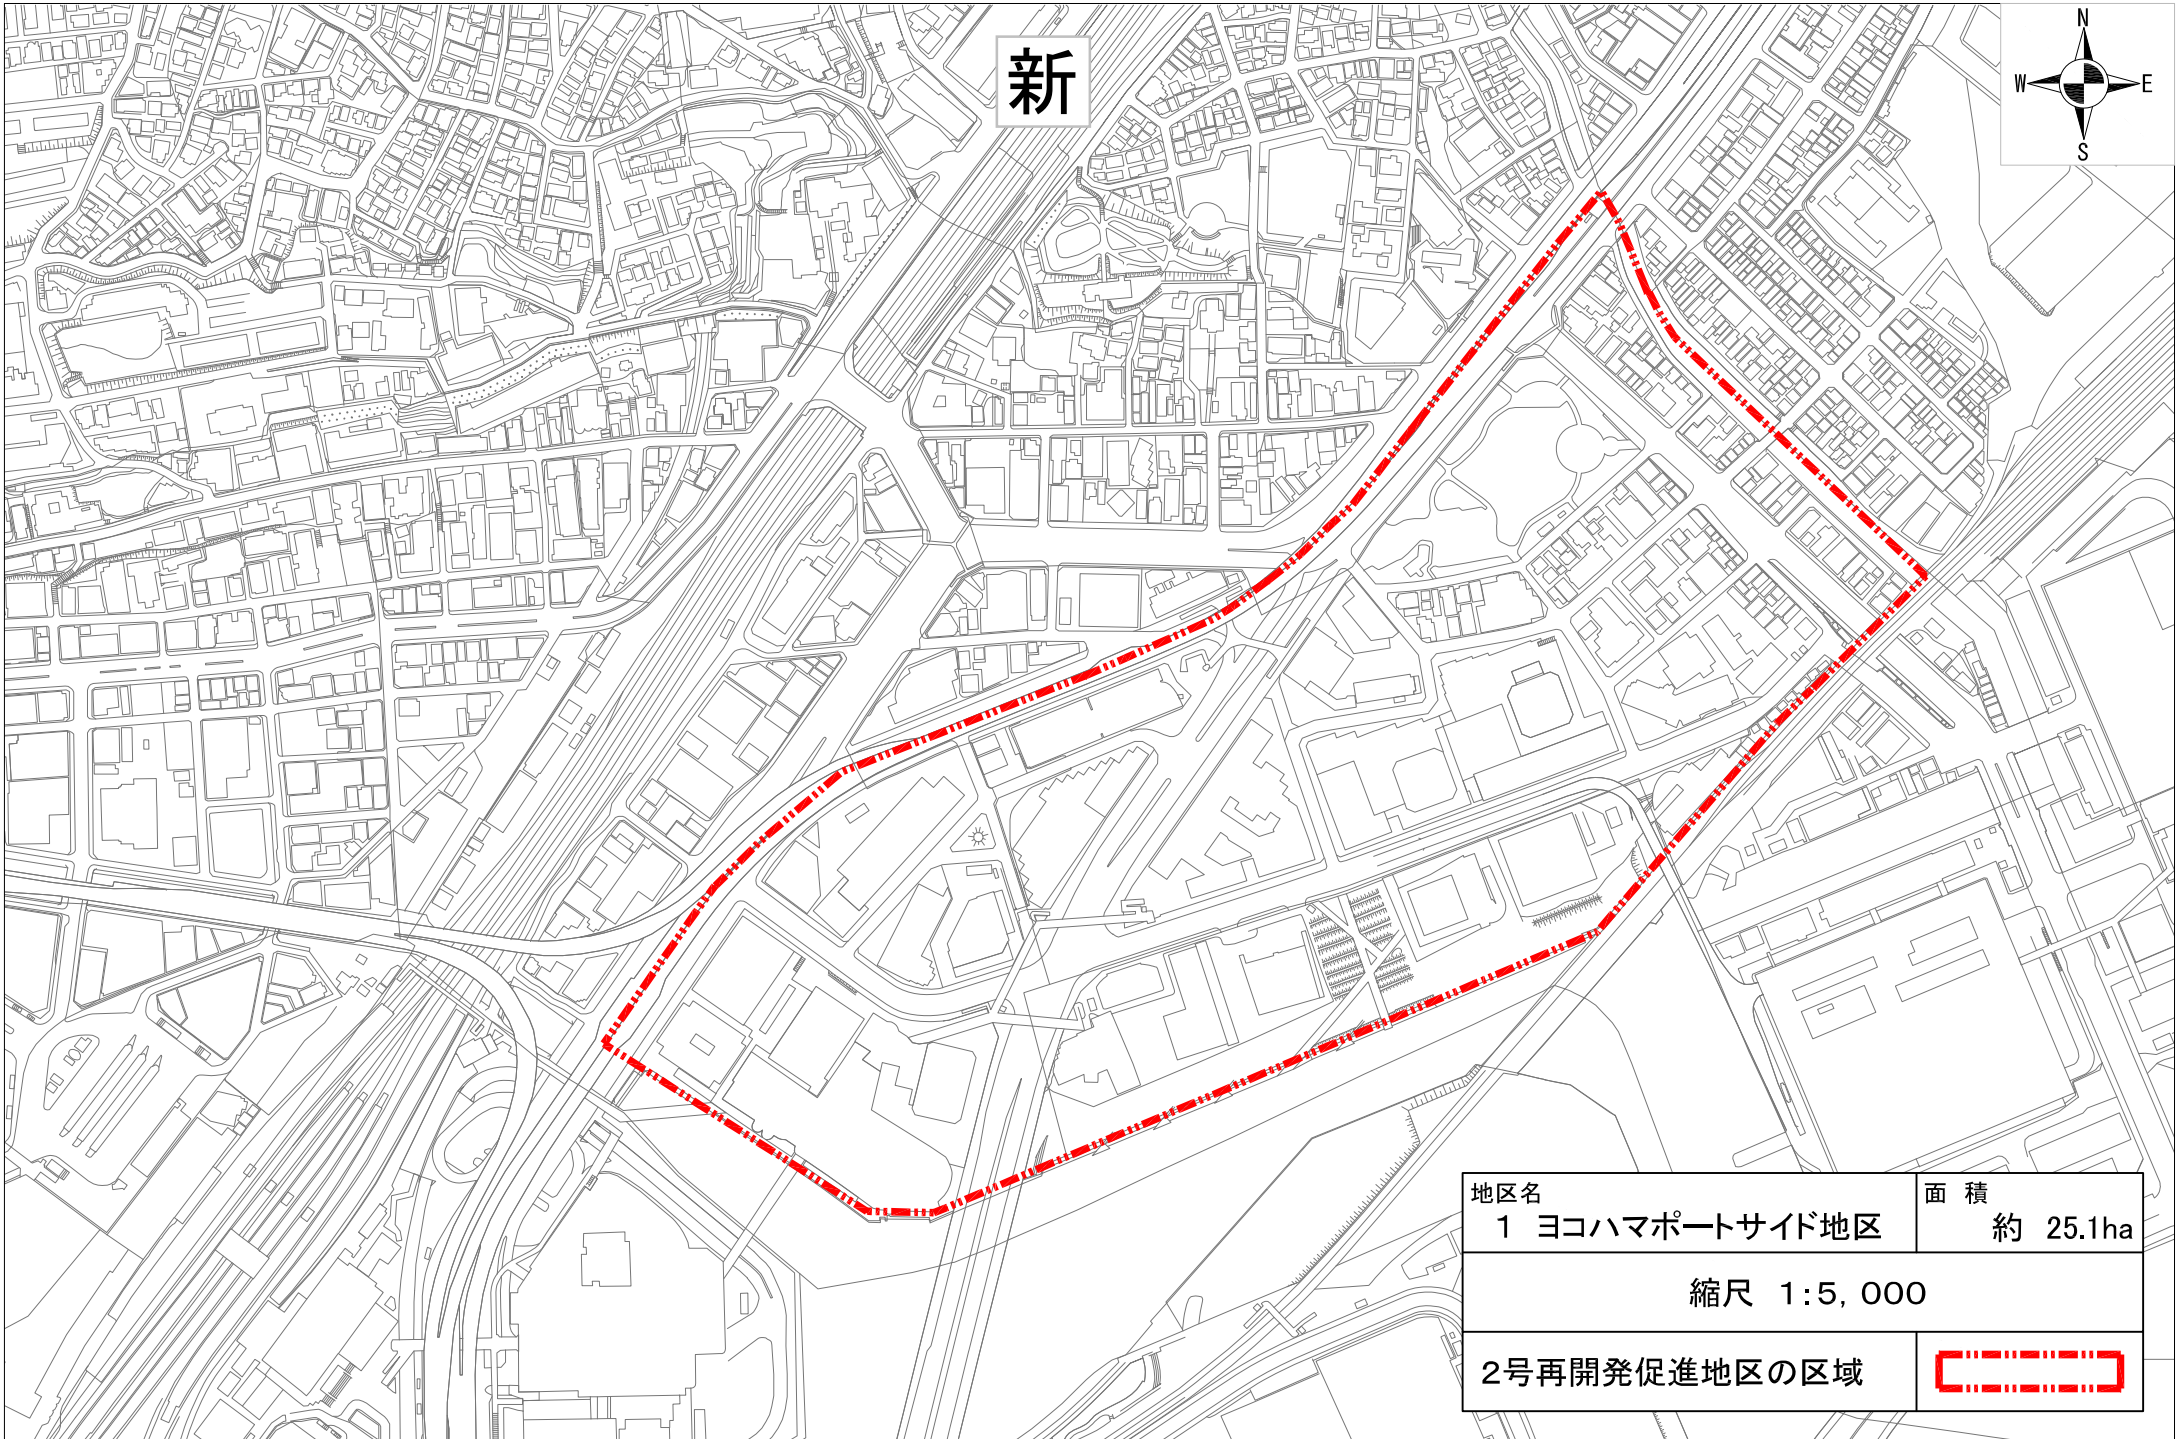 新
N
W E
S
地区名
1 ヨコハマポートサイド地区
面 積
約 25.1ha
縮尺 1:5,000
2号再開発促進地区の区域